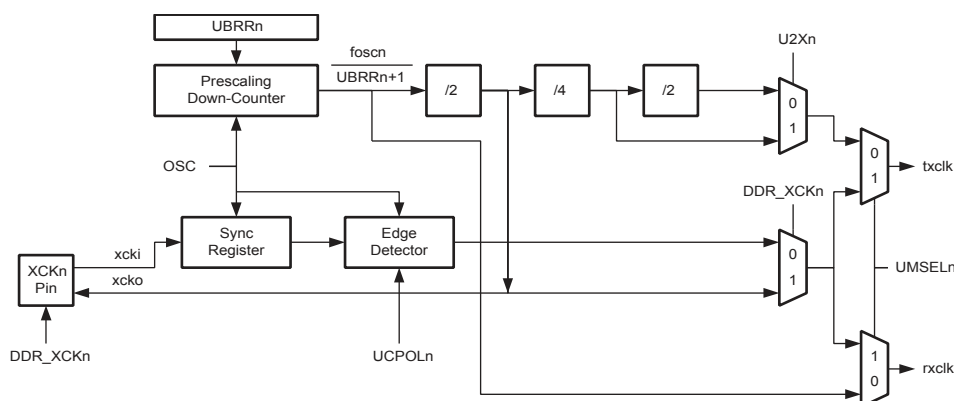 UBRRn
foscn
UBRRn+1
U2Xn
Prescaling
Down-Counter
/2
/4
/2
0
1
OSC
0
1
txclk
DDR_XCKn
Sync
Register
Edge
Detector
xcki
0
1
XCKn
Pin
xcko
UMSELn
DDR_XCKn
UCPOLn
1
0
rxclk